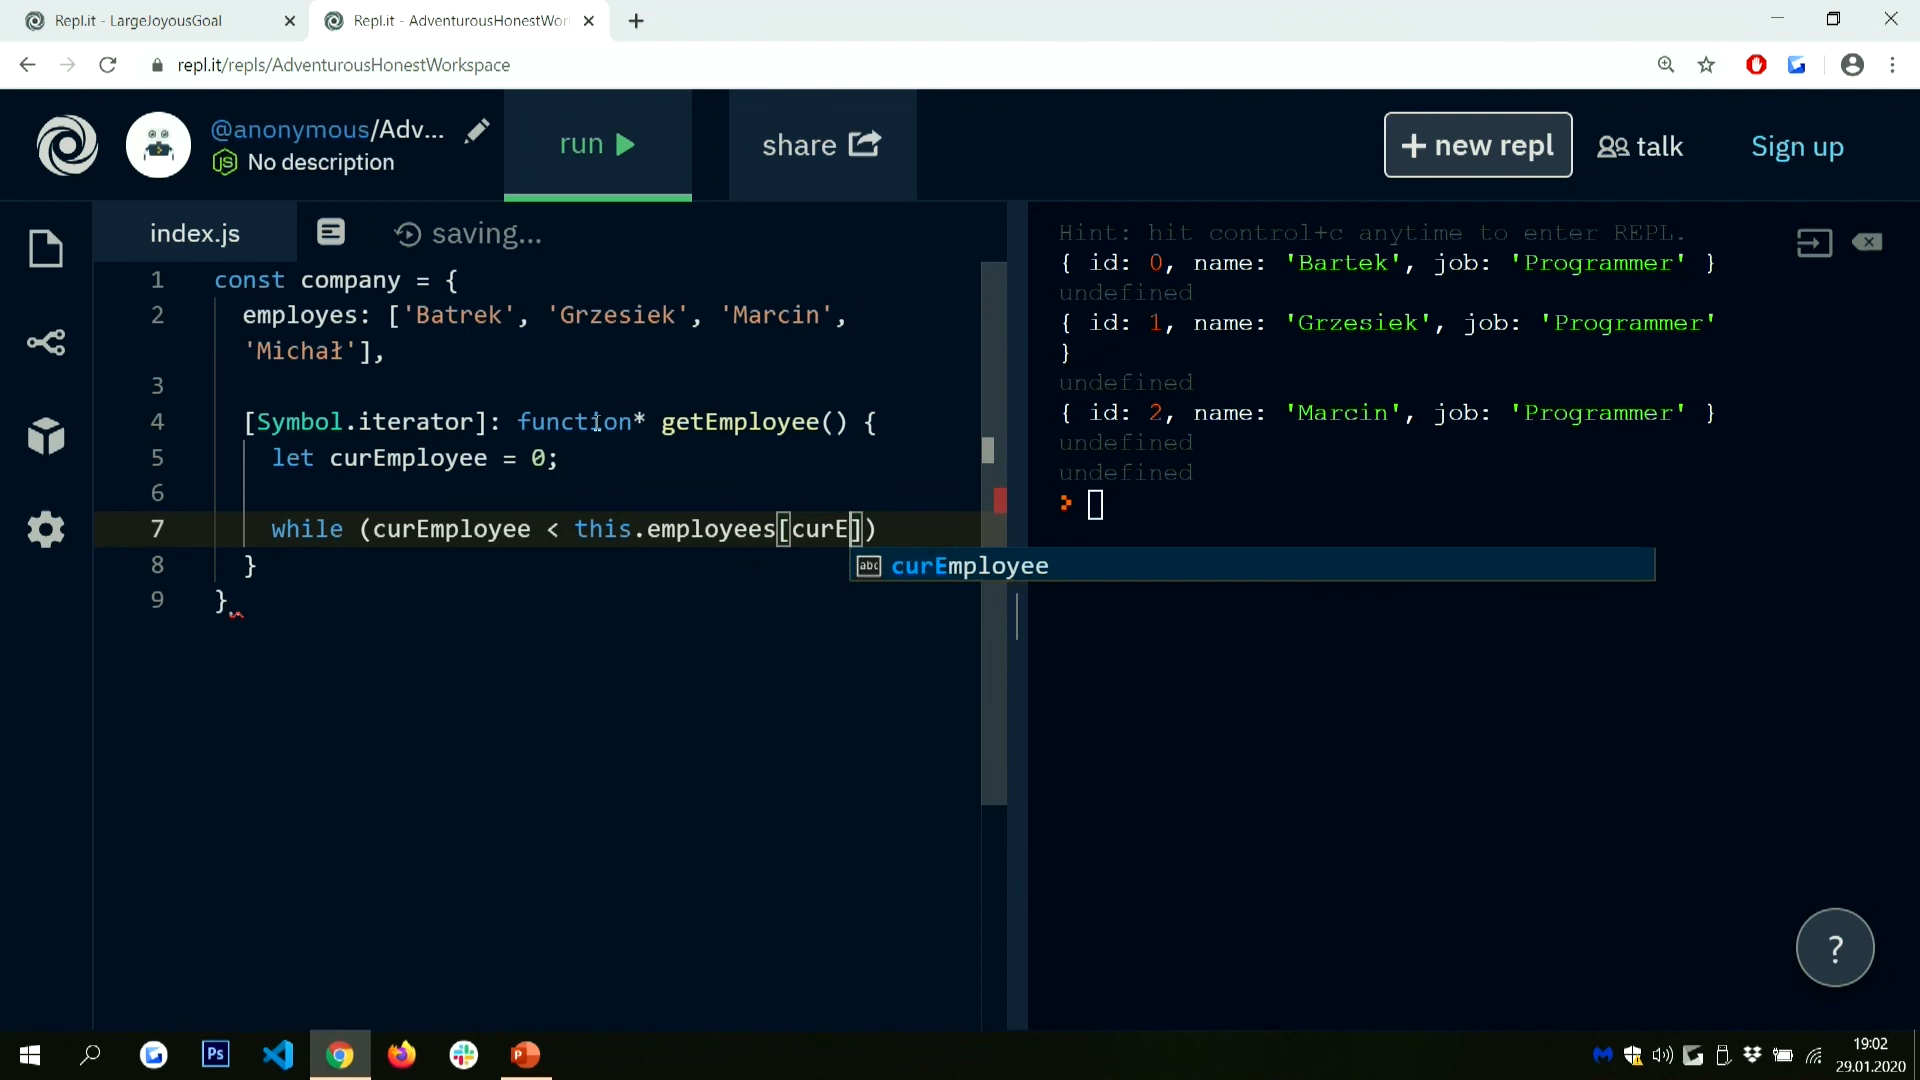 Repl.it - LargeJoyousGoal
Repl.it - AdventurousHonestWor
repl.it/repls/AdventurousHonestWorkspace
@anonymous/Adv...
No description
run
share
+ new repl
talk
Sign up
index.js
saving...
1 const company = {
2 employes: ['Batrek', 'Grzesiek', 'Marcin',
'Michał'],
3
4 [Symbol.iterator]: function* getEmployee() {
5 let curEmployee = 0;
6
7 while (curEmployee < this.employees[curE])
8 }
9 }
abc curEmployee
Hint: hit control+c anytime to enter REPL.
{ id: 0, name: 'Bartek', job: 'Programmer' }
undefined
{ id: 1, name: 'Grzesiek', job: 'Programmer'
}
undefined
{ id: 2, name: 'Marcin', job: 'Programmer' }
undefined
undefined
>
?
Ps
P
19:02
29.01.2020